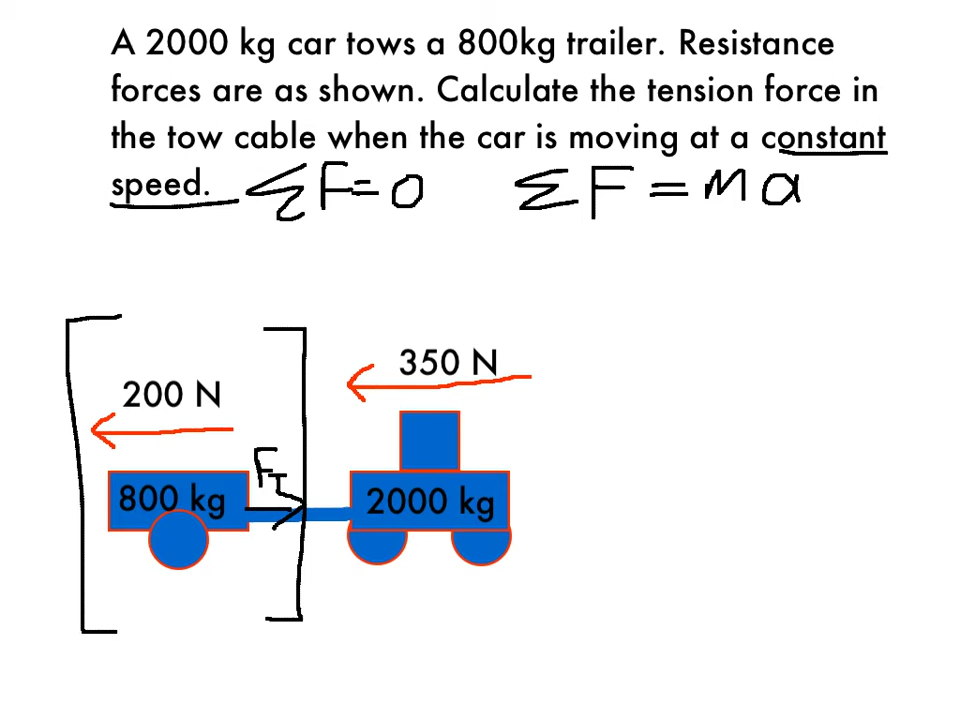 A 2000 kg car tows a 800kg trailer. Resistance
forces are as shown. Calculate the tension force in
the tow cable when the car is moving at a constant
speed. ΣF=0 ΣF=ma
350 N
200 N
F_T
800 kg
2000 kg